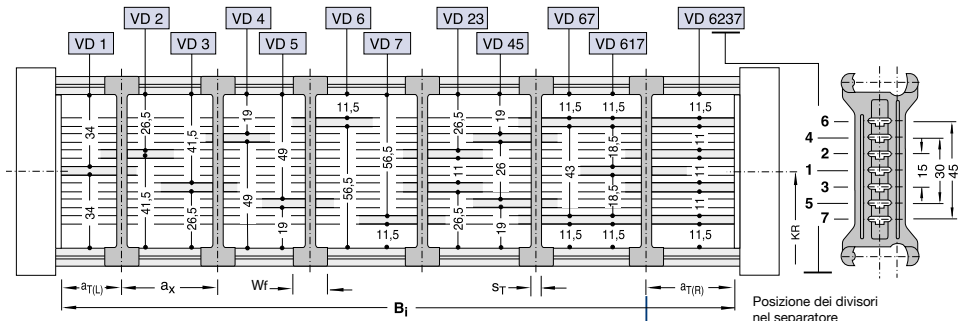 VD 2
VD 4
VD 6
VD 23
VD 67
VD 6237
VD 1
VD 3
VD 5
VD 7
VD 45
VD 617
34
34
26,5
41,5
41,5
26,5
19
49
49
19
11,5
56,5
56,5
11,5
26,5
11
26,5
19
26
19
11,5
43
11,5
11,5
18,5
18,5
11,5
11,5
11
11
11
11
11,5
6
4
2
1
3
5
7
15
30
45
KR
aT(L)
ax
Wf
sT
aT(R)
Bi
Posizione dei divisori
nel separatore